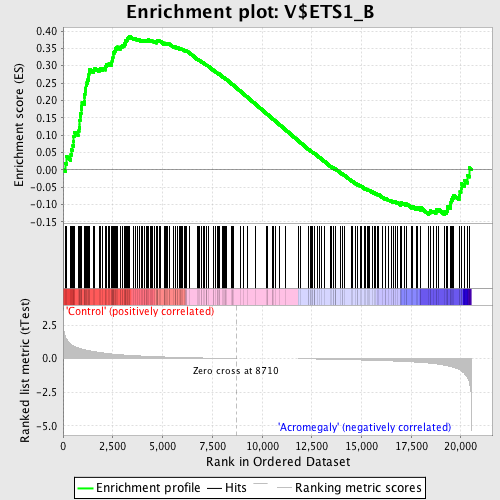 Enrichment plot: V$ETS1_B
Enrichment score (ES)
0.40
0.35
0.30
0.25
0.20
0.15
0.10
0.05
0.00
-0.05
-0.10
-0.15
'Control' (positively correlated)
Ranked list metric (tTest)
2.5
0.0
-2.5
-5.0
Zero cross at 8710
'Acromegaly' (negatively correlated)
0 2,500 5,000 7,500 10,000 12,500 15,000 17,500 20,000
Rank in Ordered Dataset
Enrichment profile Hits Ranking metric scores